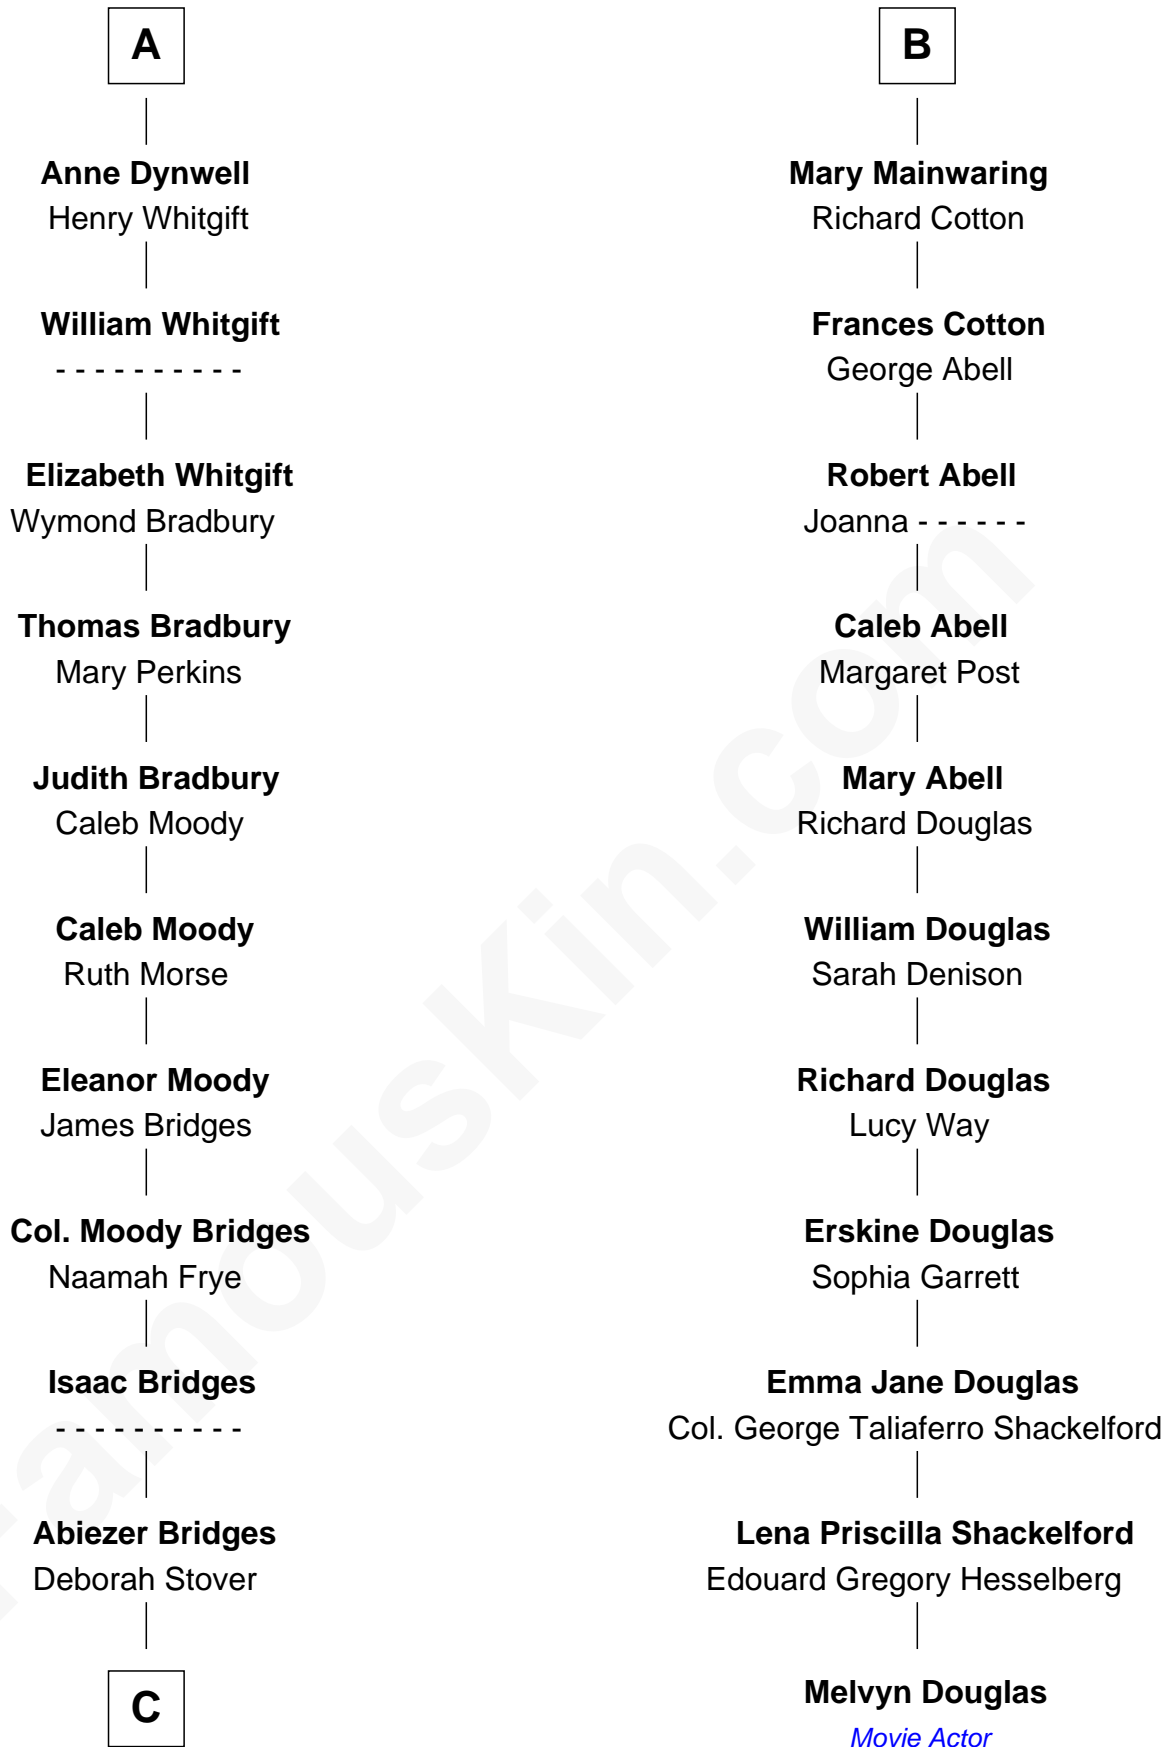 A
Anne Dynwell
Henry Whitgift
William Whitgift
- - - - - - - - - -
Elizabeth Whitgift
Wymond Bradbury
Thomas Bradbury
Mary Perkins
Judith Bradbury
Caleb Moody
Caleb Moody
Ruth Morse
Eleanor Moody
James Bridges
Col. Moody Bridges
Naamah Frye
Isaac Bridges
- - - - - - - - - -
Abiezer Bridges
Deborah Stover
C
B
Mary Mainwaring
Richard Cotton
Frances Cotton
George Abell
Robert Abell
Joanna - - - - - -
Caleb Abell
Margaret Post
Mary Abell
Richard Douglas
William Douglas
Sarah Denison
Richard Douglas
Lucy Way
Erskine Douglas
Sophia Garrett
Emma Jane Douglas
Col. George Taliaferro Shackelford
Lena Priscilla Shackelford
Edouard Gregory Hesselberg
Melvyn Douglas
Movie Actor
FamousKin.com